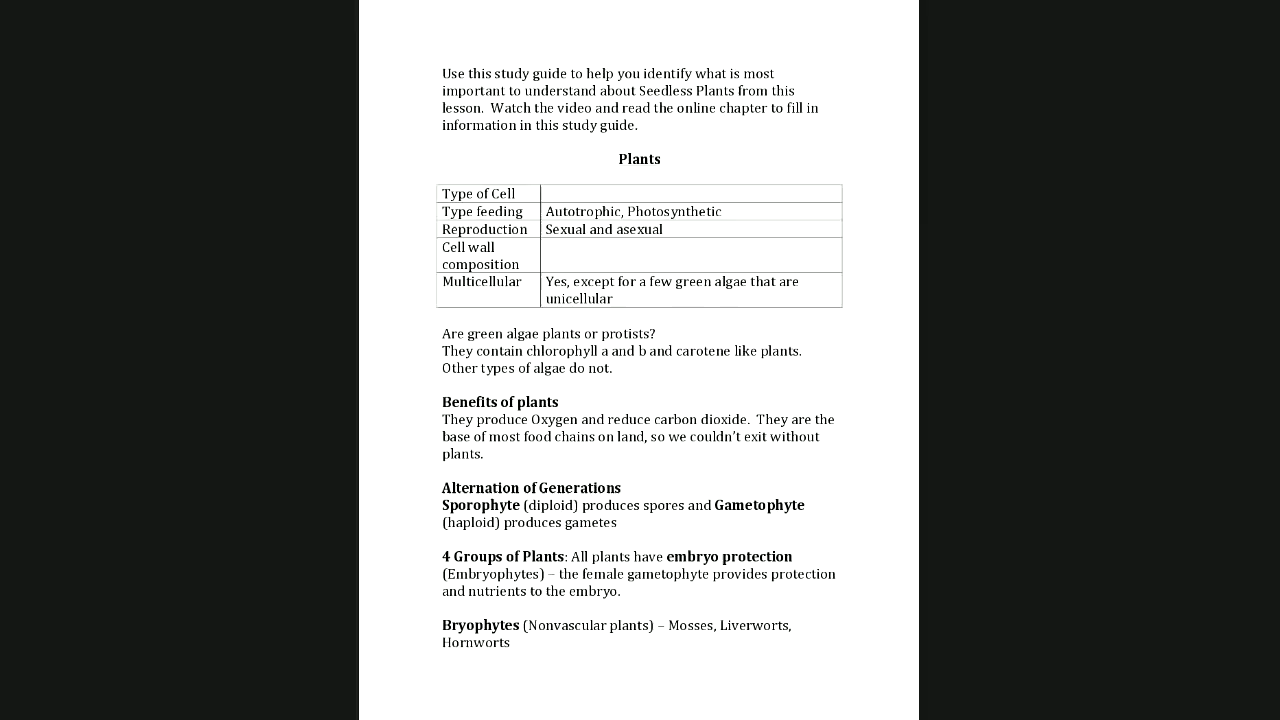 Use this study guide to help you identify what is most
important to understand about Seedless Plants from this
lesson.  Watch the video and read the online chapter to fill in
information in this study guide.
Plants
Type of Cell
Type feeding Autotrophic, Photosynthetic
Reproduction Sexual and asexual
Cell wall
composition
Multicellular Yes, except for a few green algae that are
unicellular
Are green algae plants or protists?
They contain chlorophyll a and b and carotene like plants.
Other types of algae do not.
Benefits of plants
They produce Oxygen and reduce carbon dioxide.  They are the
base of most food chains on land, so we couldn't exit without
plants.
Alternation of Generations
Sporophyte (diploid) produces spores and Gametophyte
(haploid) produces gametes
4 Groups of Plants: All plants have embryo protection
(Embryophytes) – the female gametophyte provides protection
and nutrients to the embryo.
Bryophytes (Nonvascular plants) – Mosses, Liverworts,
Hornworts